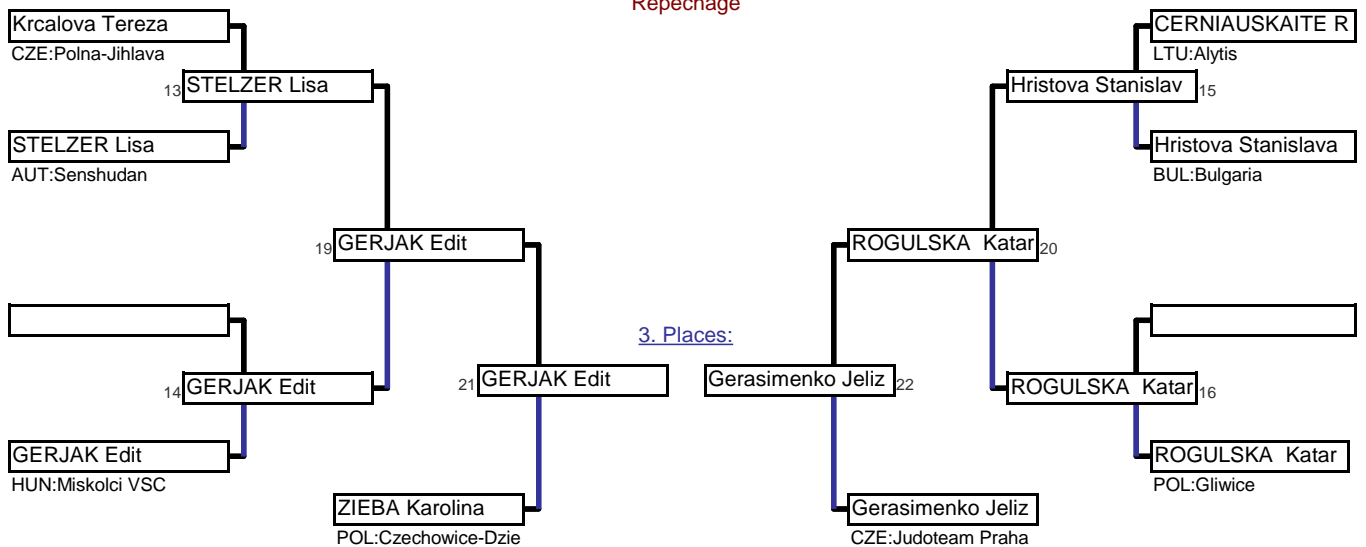 Repechage
Krcalova Tereza
CERNIAUSKAITE R
CZE:Polna-Jihlava
LTU:Alytis
13 STELZER Lisa
Hristova Stanislav 15
STELZER Lisa
Hristova Stanislava
AUT:Senshudan
BUL:Bulgaria
19 GERJAK Edit
ROGULSKA Katar 20
3. Places:
14 GERJAK Edit
21 GERJAK Edit
Gerasimenko Jeliz 22
ROGULSKA Katar 16
GERJAK Edit
ROGULSKA Katar
HUN:Miskolci VSC
POL:Gliwice
ZIEBA Karolina
Gerasimenko Jeliz
POL:Czechowice-Dzie
CZE:Judoteam Praha